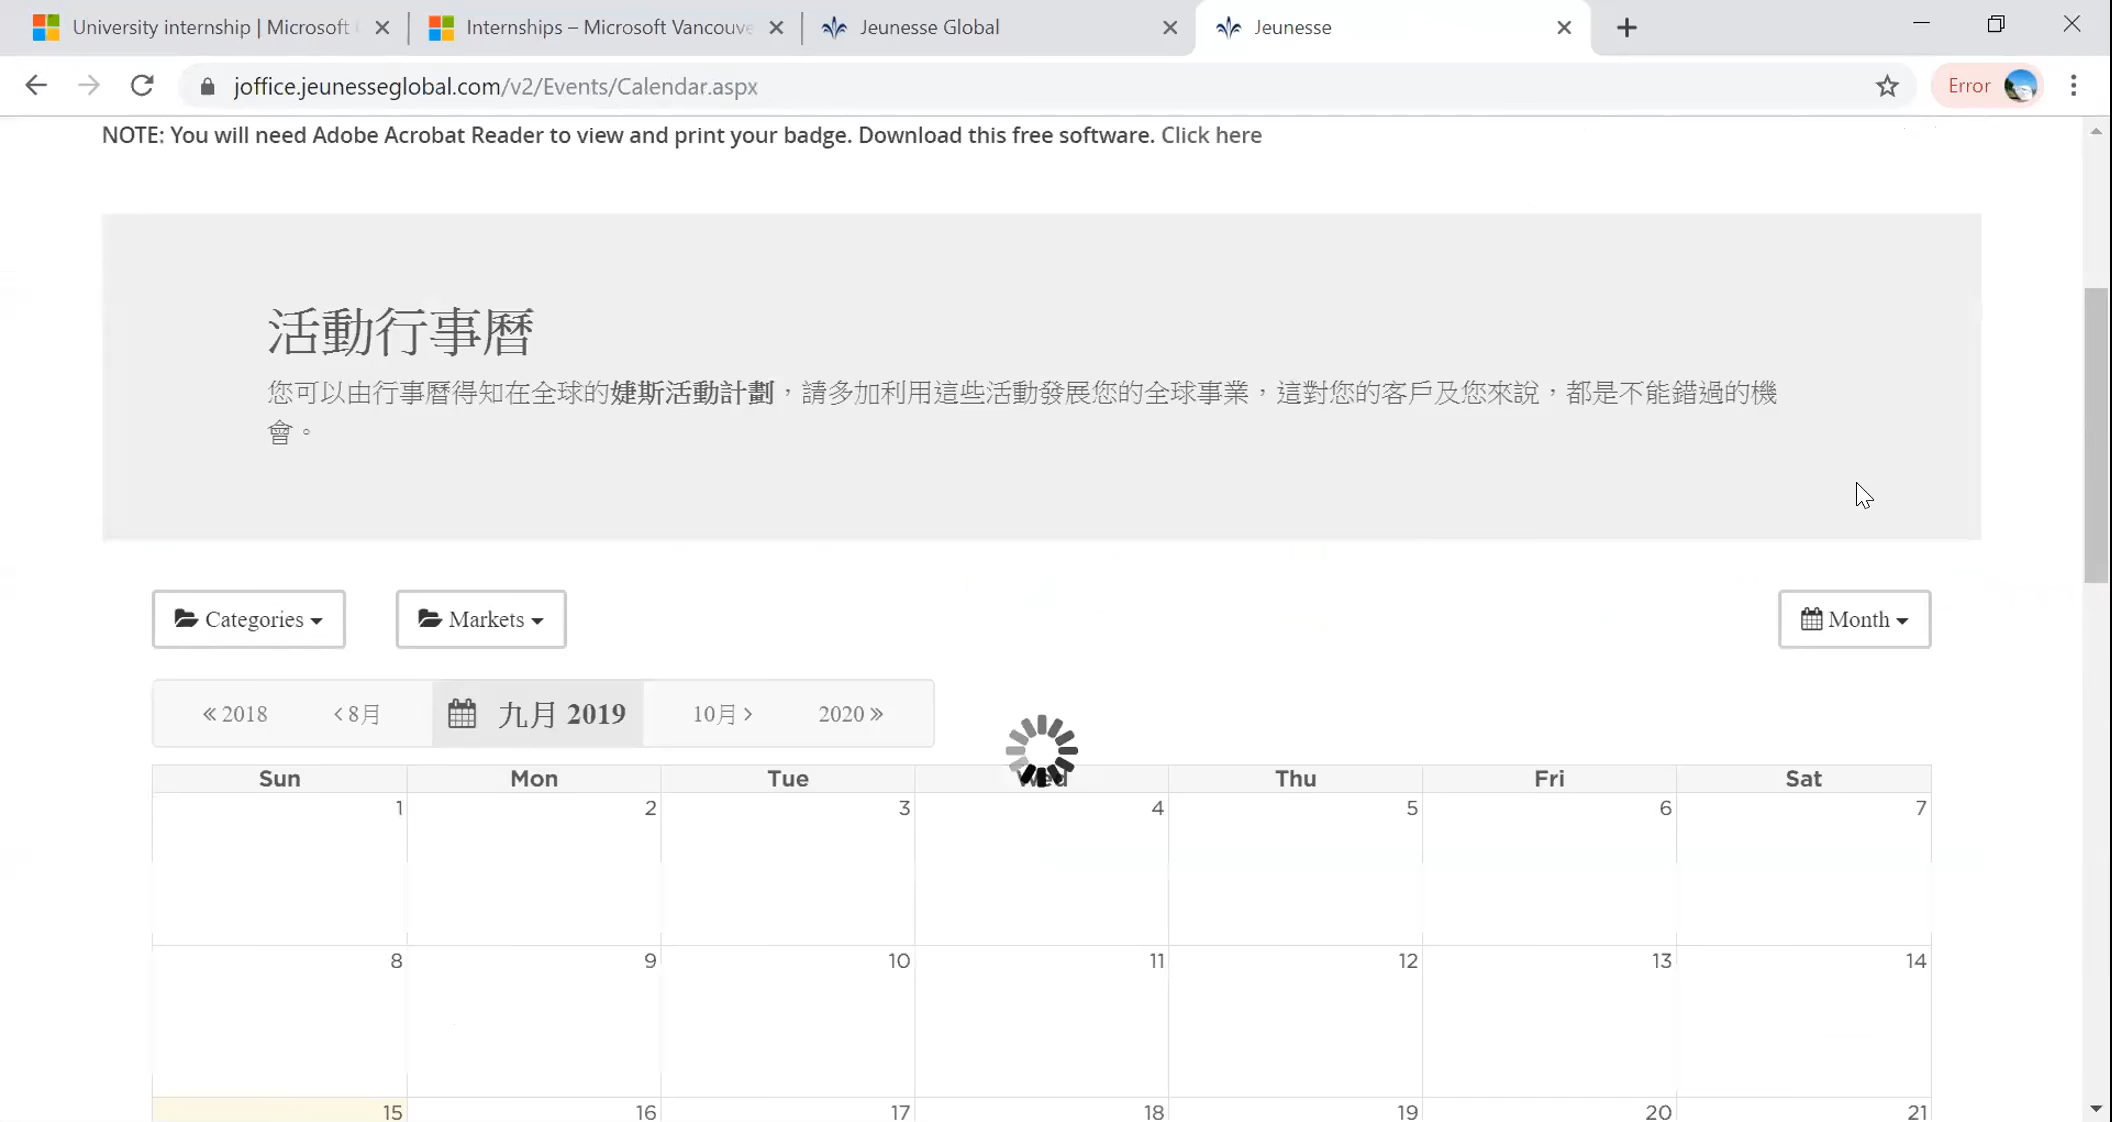 University internship | Microsoft
Internships – Microsoft Vancouve
Jeunesse Global
Jeunesse
joffice.jeunesseglobal.com/v2/Events/Calendar.aspx
Error
NOTE: You will need Adobe Acrobat Reader to view and print your badge. Download this free software. Click here
活動行事曆
您可以由行事曆得知在全球的婕斯活動計劃，請多加利用這些活動發展您的全球事業，這對您的客戶及您來說，都是不能錯過的機
會。
Categories
Markets
Month
« 2018 ‹ 8月 九月 2019 10月 › 2020 »
Sun Mon Tue Wed Thu Fri Sat
1 2 3 4 5 6 7
8 9 10 11 12 13 14
15 16 17 18 19 20 21